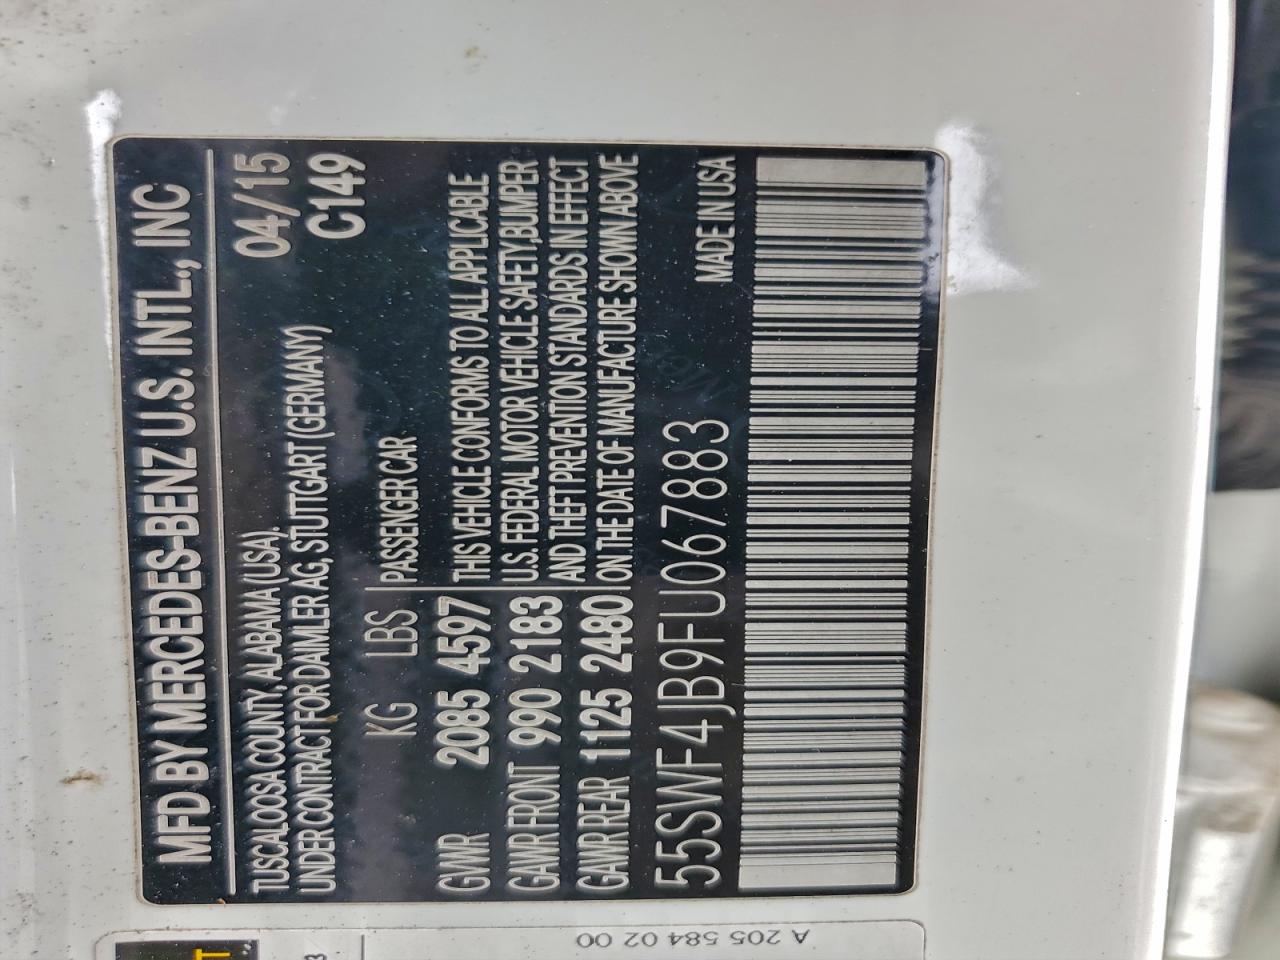 MFD BY MERCEDES-BENZ U.S. INTL., INC
TUSCALOOSA COUNTY, ALABAMA (USA). 04/15
UNDER CONTRACT FOR DAIMLER AG, STUTTGART (GERMANY) C149
KG LBS PASSENGER CAR
GVWR 2085 4597 THIS VEHICLE CONFORMS TO ALL APPLICABLE
GAWR FRONT 990 2183 U.S. FEDERAL MOTOR VEHICLE SAFETY, BUMPER
AND THEFT PREVENTION STANDARDS IN EFFECT
GAWR REAR 1125 2480 ON THE DATE OF MANUFACTURE SHOWN ABOVE
55SWF4JB9FU067883 MADE IN USA
A 205 584 02 00